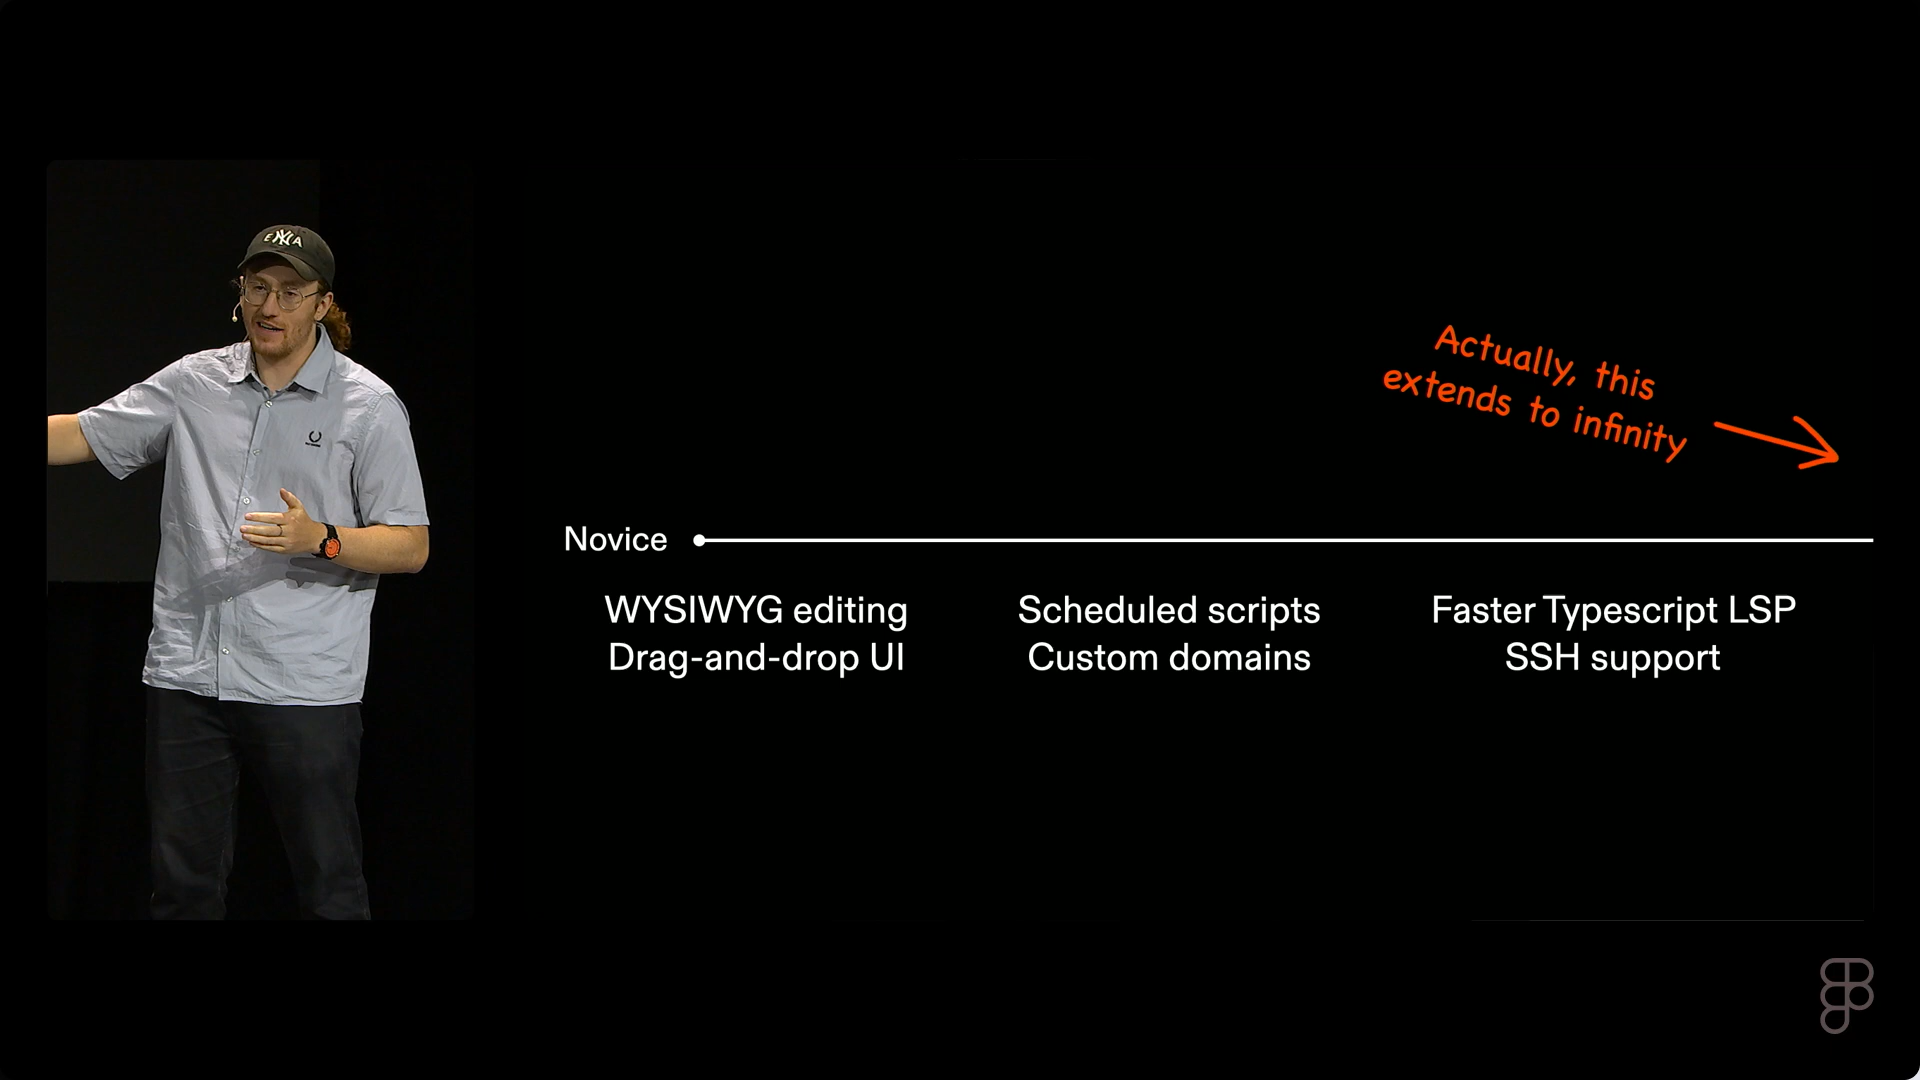 Actually, this
extends to infinity
Novice
WYSIWYG editing
Drag-and-drop UI
Scheduled scripts
Custom domains
Faster Typescript LSP
SSH support